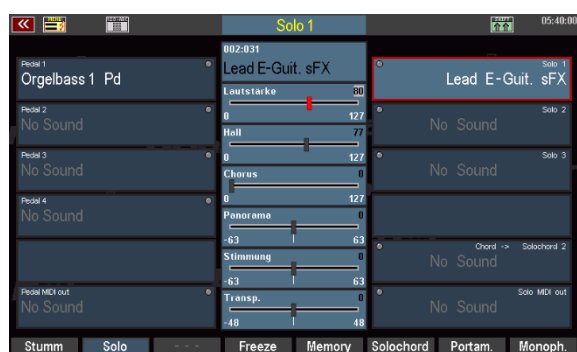 Solo 1
05:40:00
Pedal 1
Orgelbass 1 Pd
Pedal 2
No Sound
Pedal 3
No Sound
Pedal 4
No Sound
Pedal MIDI out
No Sound
002:031
Lead E-Guit. sFX
Lautstärke 80
0 127
Hall 77
0 127
Chorus 0
0 127
Panorama 0
-63 63
Stimmung 0
-63 63
Transp. 0
-48 48
Solo 1
Lead E-Guit. sFX
Solo 2
No Sound
Solo 3
No Sound
Chord -> Solochord 2
No Sound
Solo MIDI out
No Sound
Stumm Solo --- Freeze Memory Solochord Portam. Monoph.